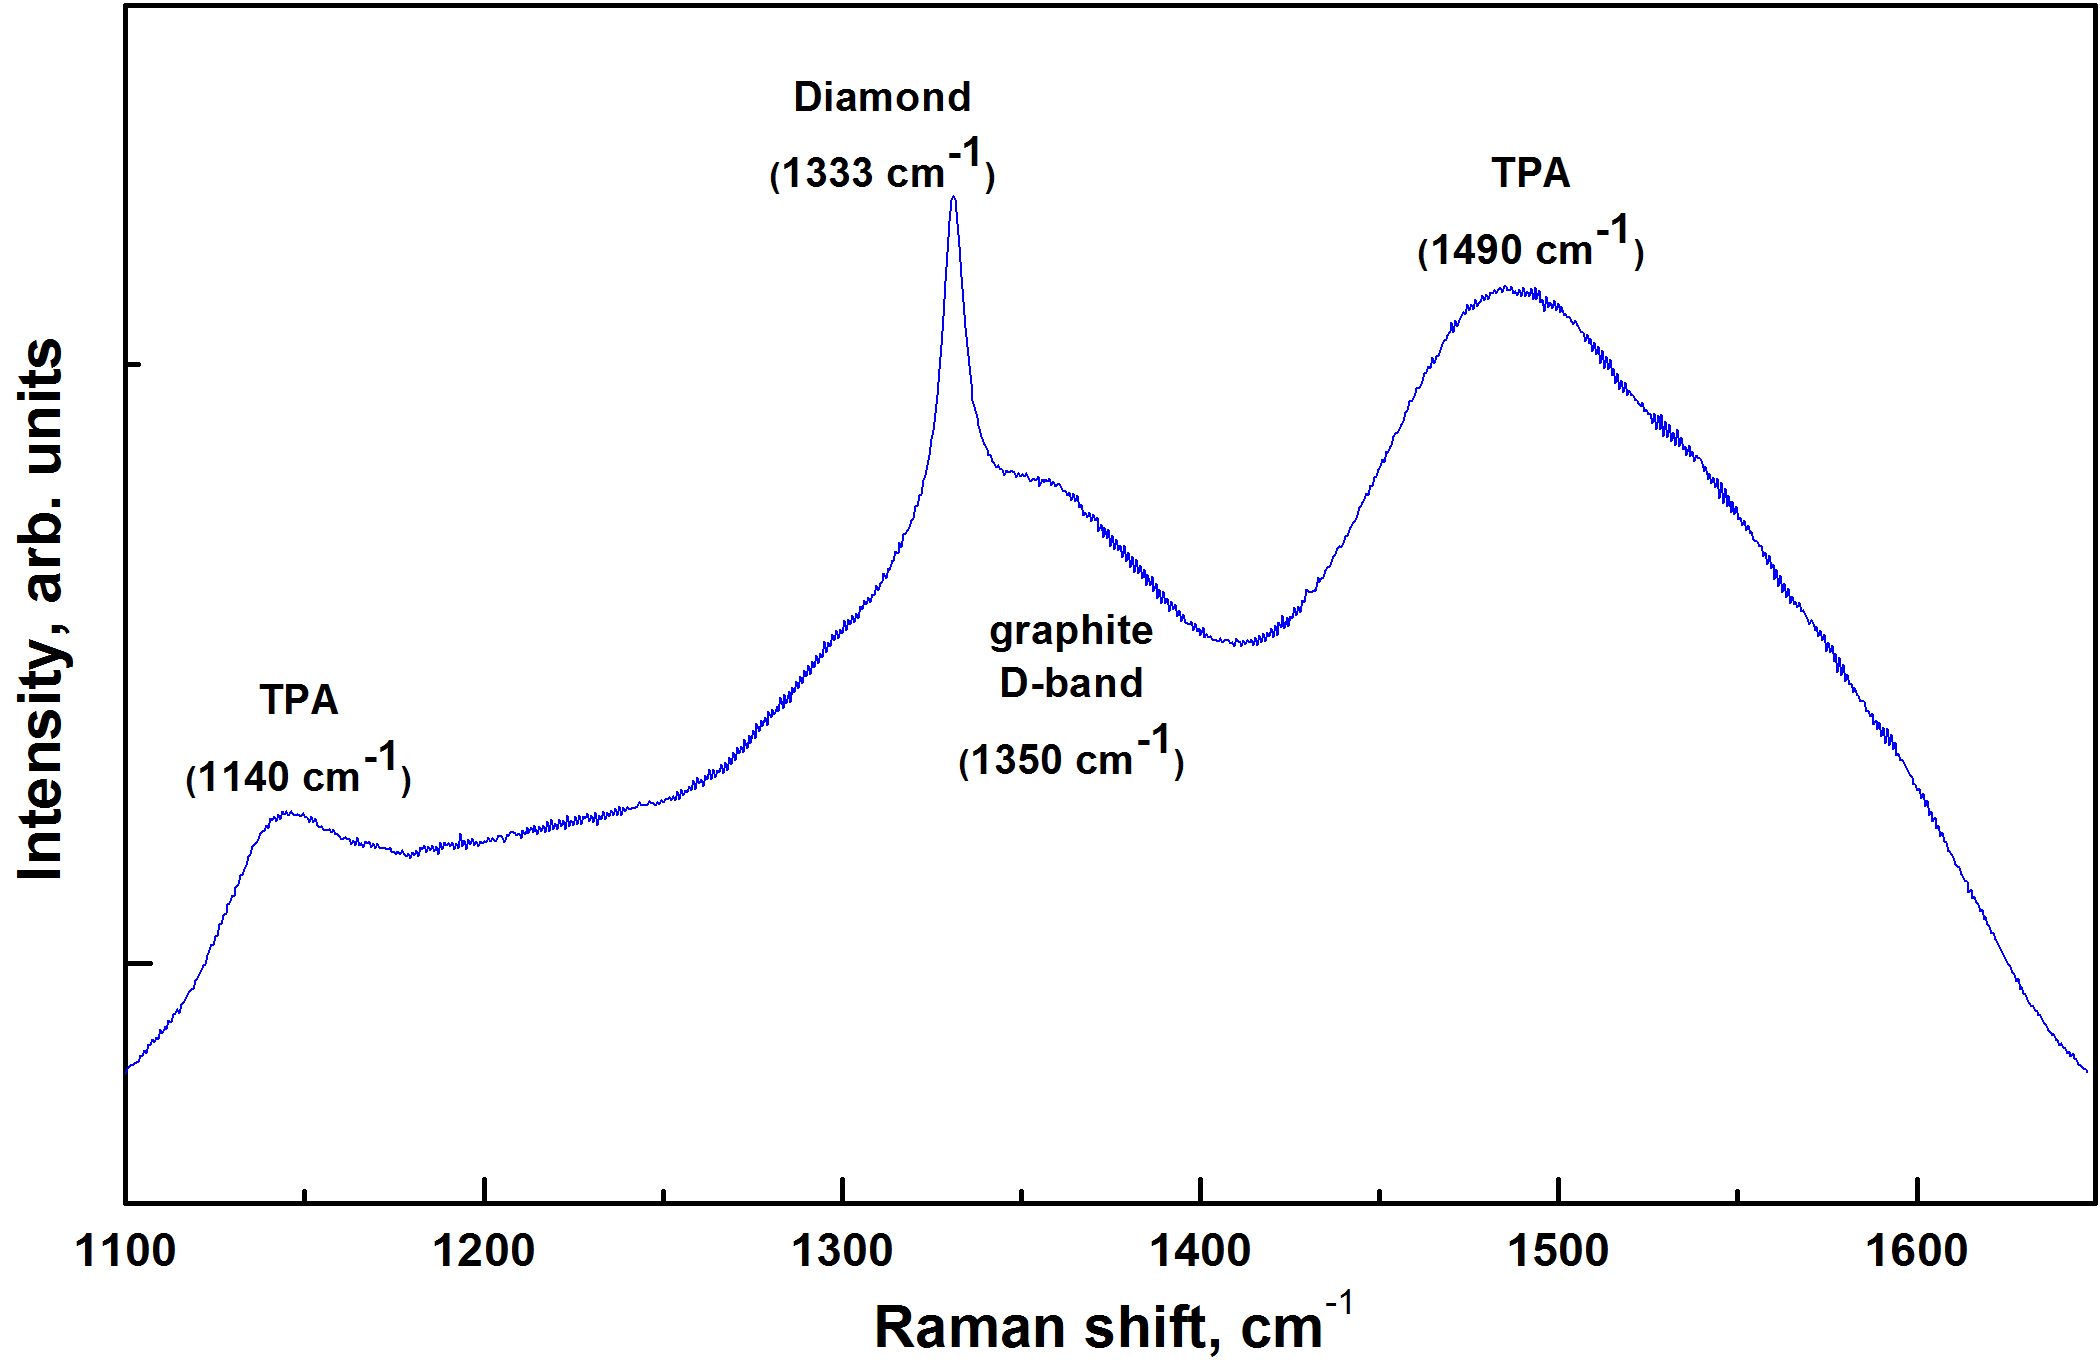 Diamond
(1333 cm-1)
TPA
(1490 cm-1)
graphite
D-band
(1350 cm-1)
TPA
(1140 cm-1)
Intensity, arb. units
1100 1200 1300 1400 1500 1600
Raman shift, cm-1